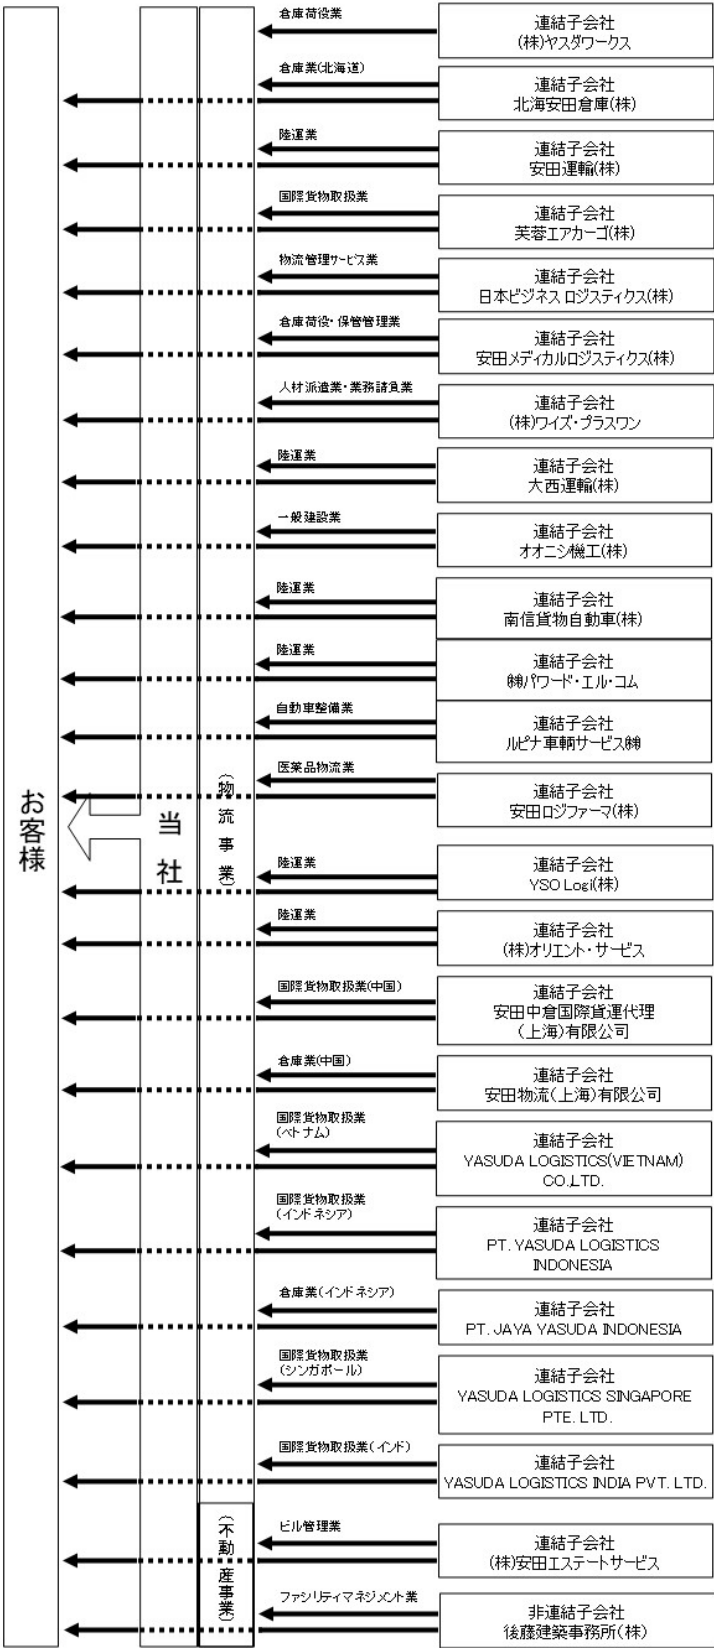 倉庫荷役業
連結子会社
(株)ヤスダワークス
倉庫業(北海道)
連結子会社
北海安田倉庫(株)
陸運業
連結子会社
安田運輸(株)
国際貨物取扱業
連結子会社
芙蓉エアカーゴ(株)
物流管理サービス業
連結子会社
日本ビジネス ロジスティクス(株)
倉庫荷役・保管管理業
連結子会社
安田メディカルロジスティクス(株)
人材派遣業・業務請負業
連結子会社
(株)ワイズ・プラスワン
陸運業
連結子会社
大西運輸(株)
一般建設業
連結子会社
オオニシ機工(株)
陸運業
連結子会社
南信貨物自動車(株)
陸運業
連結子会社
㈱パワード・エル・コム
自動車整備業
連結子会社
ルビナ車輌サービス㈱
医薬品物流業
連結子会社
安田ロジファーマ(株)
お客様
当社
(物流事業)
陸運業
連結子会社
YSO Logi(株)
陸運業
連結子会社
(株)オリエント・サービス
国際貨物取扱業(中国)
連結子会社
安田中倉国際貨運代理
(上海)有限公司
倉庫業(中国)
連結子会社
安田物流(上海)有限公司
国際貨物取扱業
(ベトナム)
連結子会社
YASUDA LOGISTICS(VIETNAM)
CO.,LTD.
国際貨物取扱業
(インドネシア)
連結子会社
PT. YASUDA LOGISTICS
INDONESIA
倉庫業(インドネシア)
連結子会社
PT. JAYA YASUDA INDONESIA
国際貨物取扱業
(シンガポール)
連結子会社
YASUDA LOGISTICS SINGAPORE
PTE. LTD.
国際貨物取扱業(インド)
連結子会社
YASUDA LOGISTICS INDIA PVT. LTD.
(不動産事業)
ビル管理業
連結子会社
(株)安田エステートサービス
ファシリティマネジメント業
非連結子会社
後藤建築事務所(株)